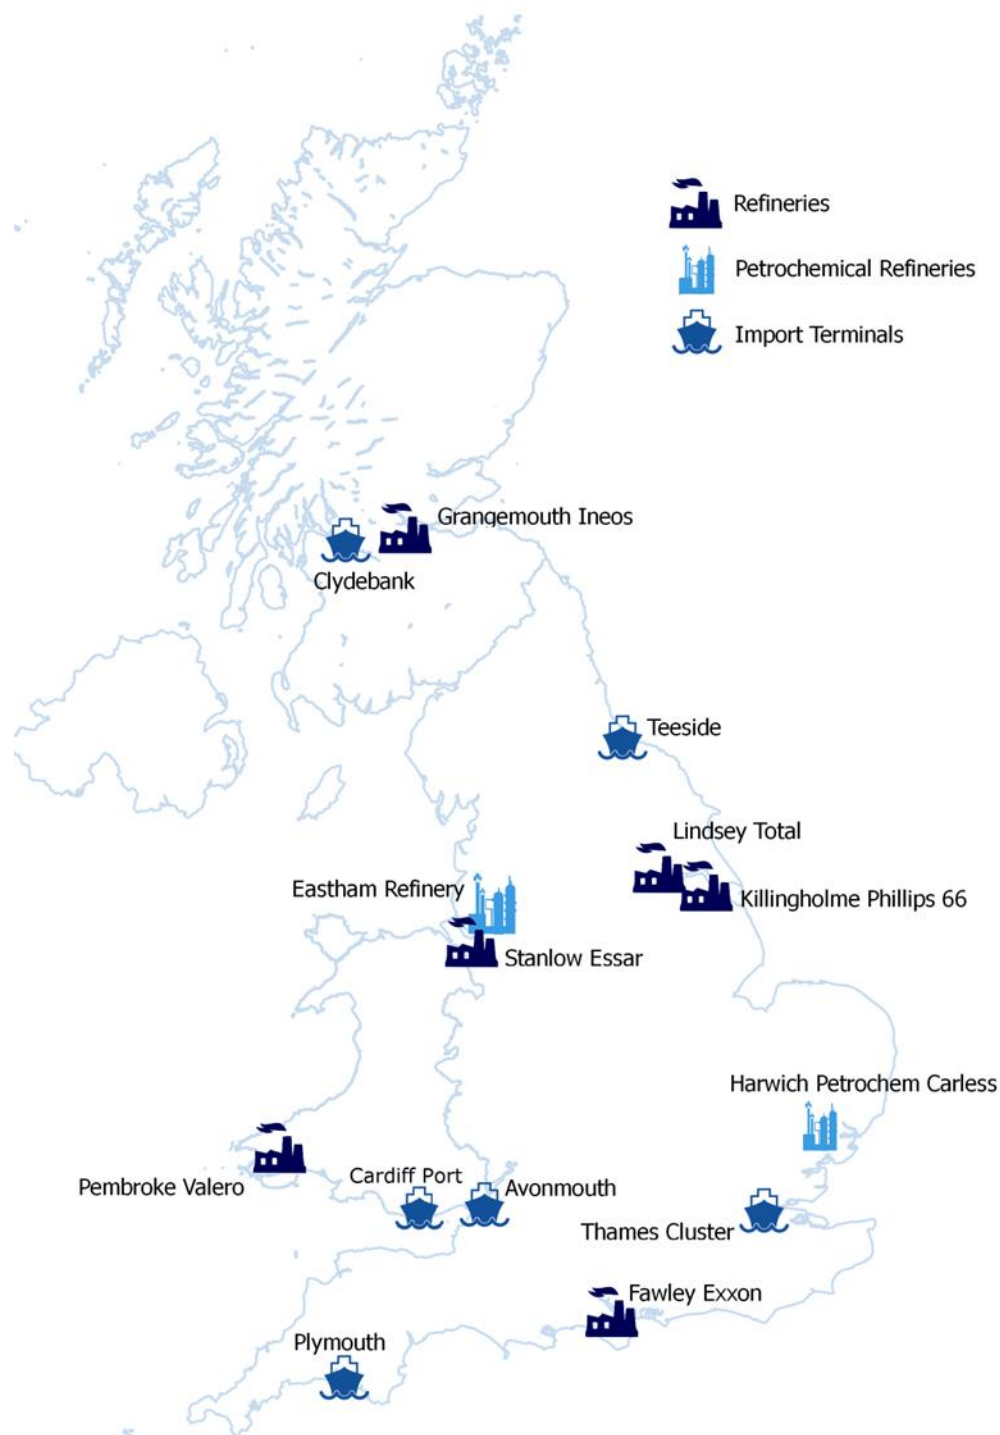 Refineries
Petrochemical Refineries
Import Terminals
Grangemouth Ineos
Clydebank
Teeside
Lindsey Total
Eastham Refinery
Killingholme Phillips 66
Stanlow Essar
Harwich Petrochem Carless
Cardiff Port
Pembroke Valero
Avonmouth
Thames Cluster
Fawley Exxon
Plymouth